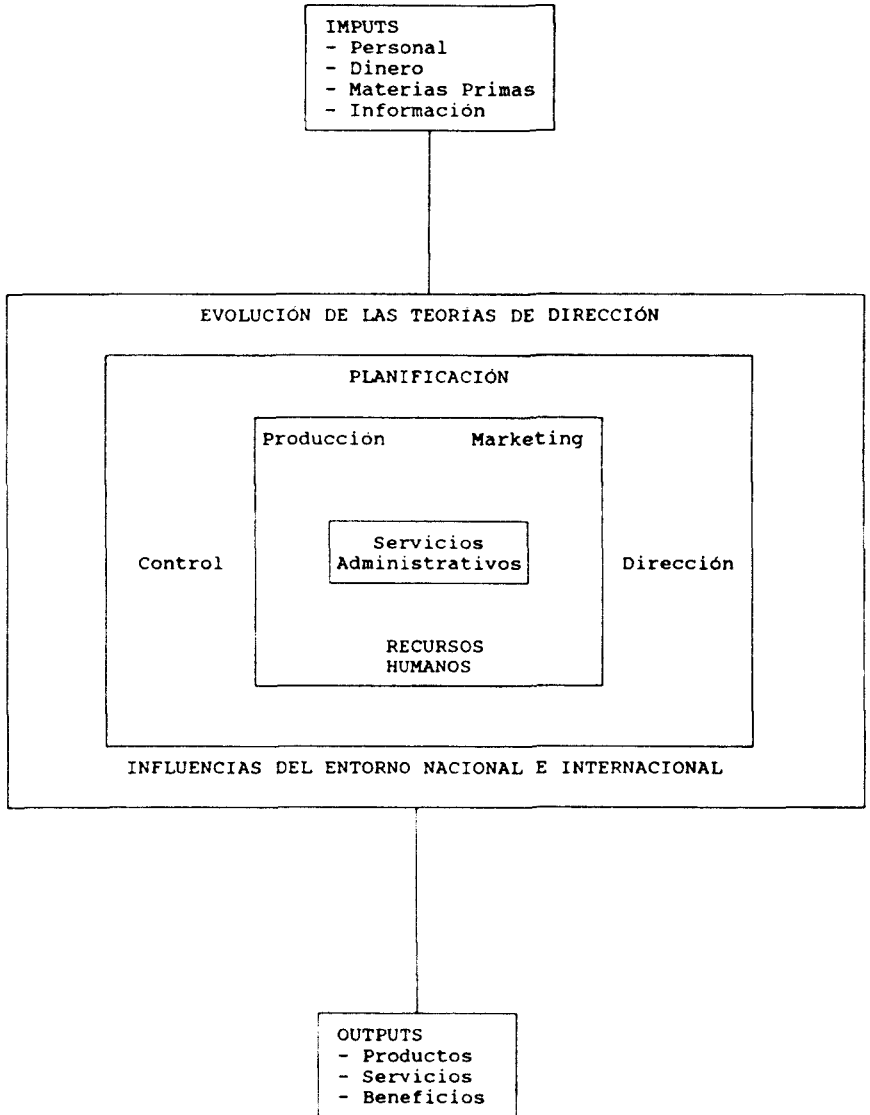 IMPUTS
- Personal
- Dinero
- Materias Primas
- Información
EVOLUCIÓN DE LAS TEORÍAS DE DIRECCIÓN
PLANIFICACIÓN
Producción Marketing
Servicios
Administrativos
Control Dirección
RECURSOS
HUMANOS
INFLUENCIAS DEL ENTORNO NACIONAL E INTERNACIONAL
OUTPUTS
- Productos
- Servicios
- Beneficios